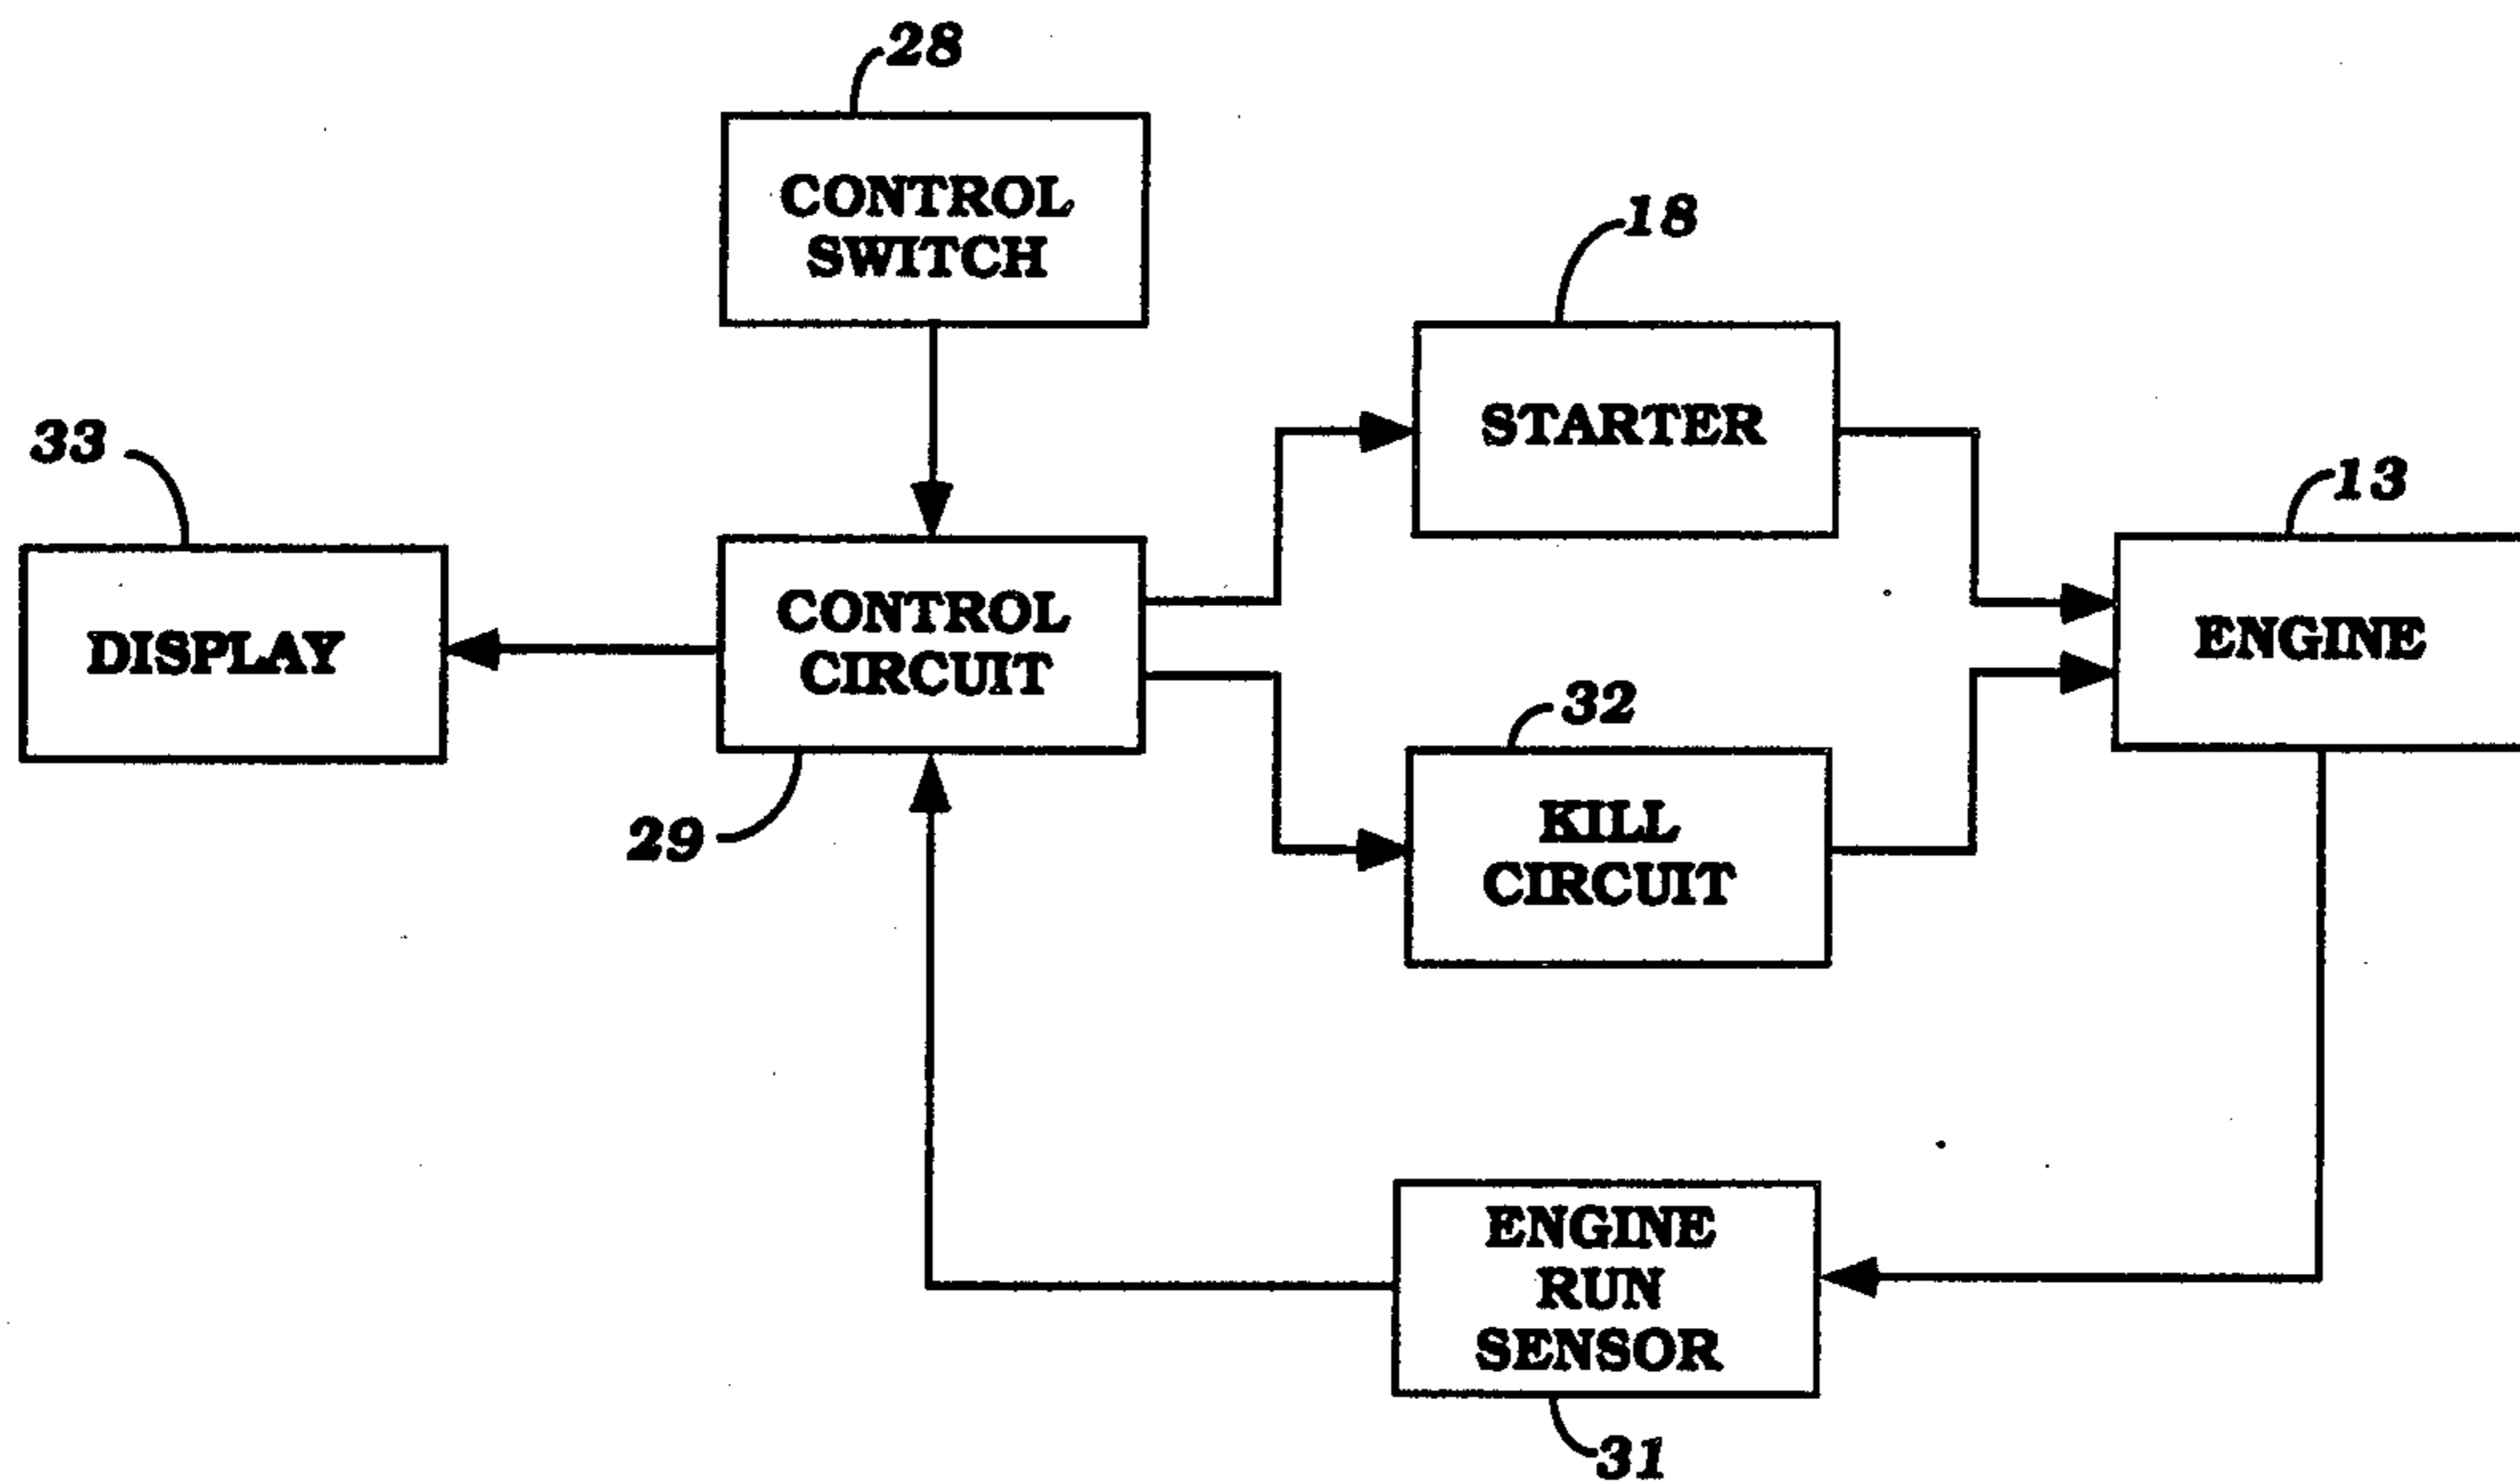 28
CONTROL
SWITCH
18
STARTER
33
DISPLAY
CONTROL
CIRCUIT
29
13
ENGINE
32
KILL
CIRCUIT
ENGINE
RUN
SENSOR
31